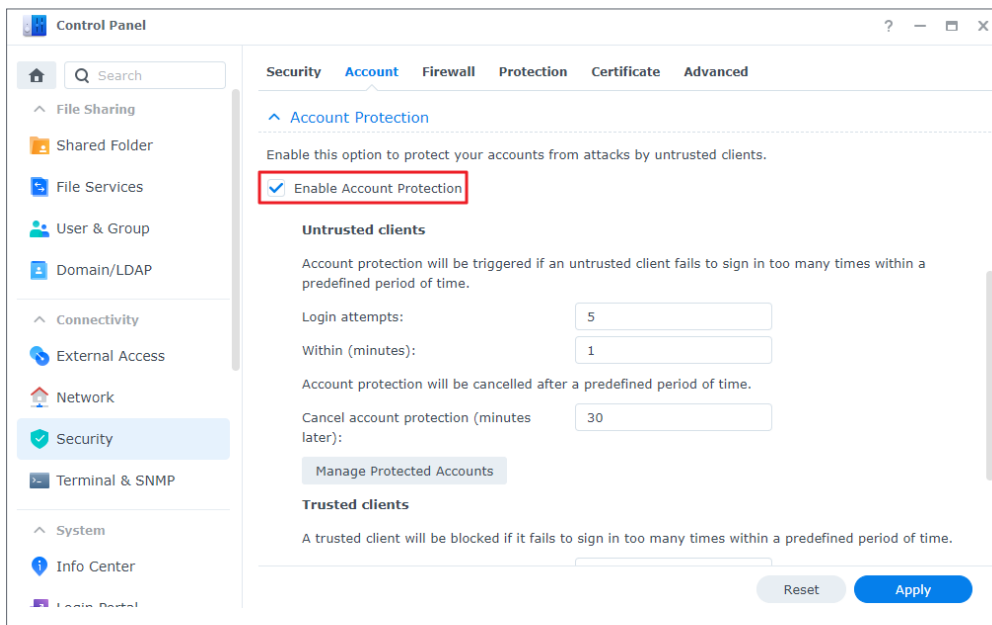 Control Panel
?
Search
File Sharing
Shared Folder
File Services
User & Group
Domain/LDAP
Connectivity
External Access
Network
Security
Terminal & SNMP
System
Info Center
Login Portal
Security Account Firewall Protection Certificate Advanced
Account Protection
Enable this option to protect your accounts from attacks by untrusted clients.
Enable Account Protection
Untrusted clients
Account protection will be triggered if an untrusted client fails to sign in too many times within a
predefined period of time.
Login attempts: 5
Within (minutes): 1
Account protection will be cancelled after a predefined period of time.
Cancel account protection (minutes 30
later):
Manage Protected Accounts
Trusted clients
A trusted client will be blocked if it fails to sign in too many times within a predefined period of time.
Reset Apply